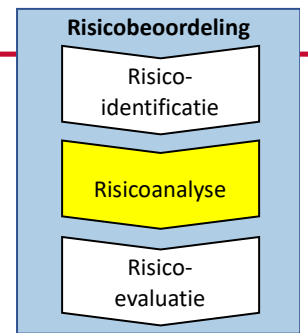 Risicobeoordeling
Risico-
identificatie
Risicoanalyse
Risico-
evaluatie